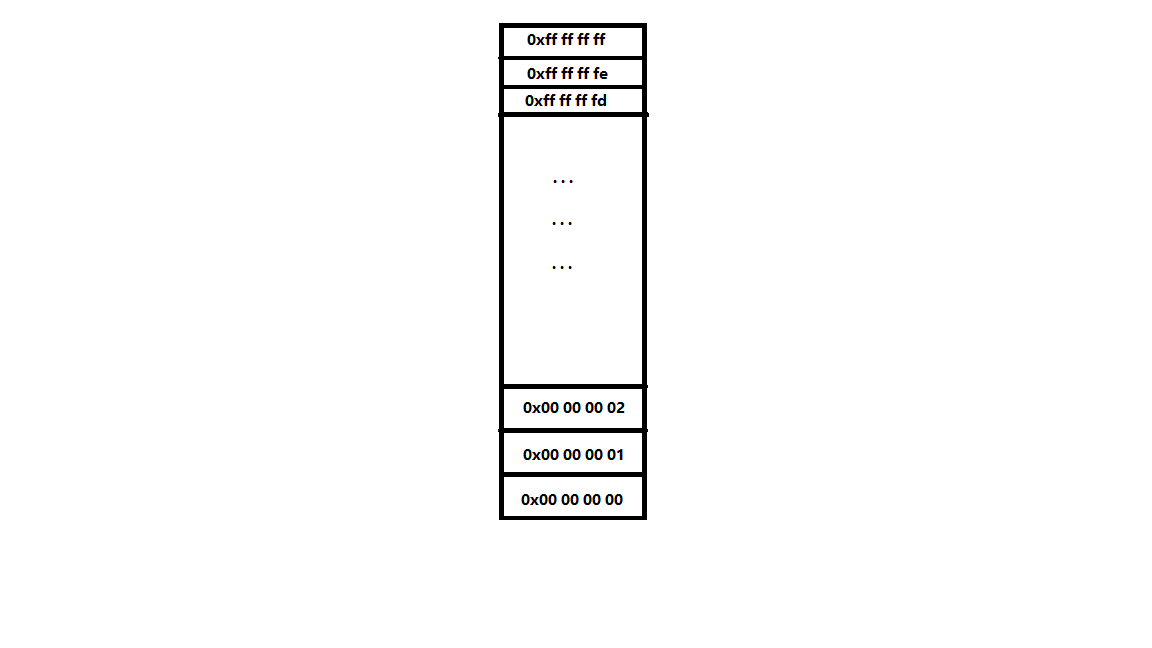 0xff ff ff ff
0xff ff ff fe
0xff ff ff fd
...
...
...
0x00 00 00 02
0x00 00 00 01
0x00 00 00 00